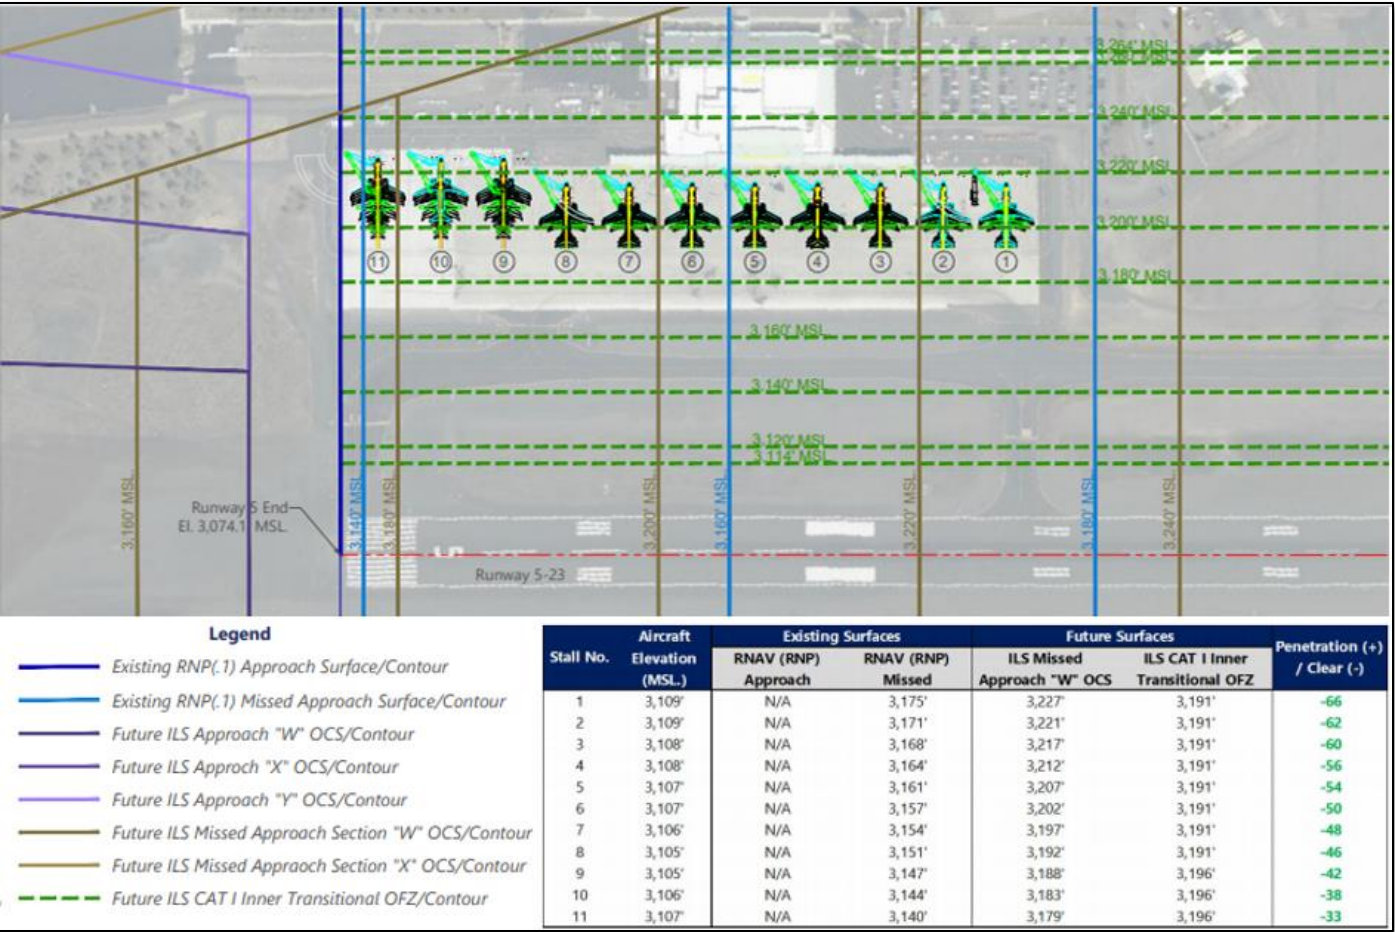 3,264' MSL.
3,260' MSL.
3,240' MSL.
3,220' MSL.
3,200' MSL.
3,180' MSL.
3,160' MSL.
3,140' MSL.
3,120' MSL.
3,114' MSL.
11 10 9 8 7 6 5 4 3 2 1
3,160' MSL.
3,140' MSL.
3,180' MSL.
3,200' MSL.
3,160' MSL.
3,220' MSL.
3,180' MSL.
3,240' MSL.
Runway 5 End
El. 3,074.1' MSL.
Runway 5-23
Legend
Existing RNP(.1) Approach Surface/Contour
Existing RNP(.1) Missed Approach Surface/Contour
Future ILS Approach "W" OCS/Contour
Future ILS Approch "X" OCS/Contour
Future ILS Approach "Y" OCS/Contour
Future ILS Missed Approach Section "W" OCS/Contour
Future ILS Missed Appraoch Section "X" OCS/Contour
Future ILS CAT I Inner Transitional OFZ/Contour
Stall No. Aircraft Elevation (MSL.) Existing Surfaces Future Surfaces Penetration (+) / Clear (-)
RNAV (RNP) Approach RNAV (RNP) Missed ILS Missed Approach "W" OCS ILS CAT I Inner Transitional OFZ
1 3,109' N/A 3,175' 3,227' 3,191' -66
2 3,109' N/A 3,171' 3,221' 3,191' -62
3 3,108' N/A 3,168' 3,217' 3,191' -60
4 3,108' N/A 3,164' 3,212' 3,191' -56
5 3,107' N/A 3,161' 3,207' 3,191' -54
6 3,107' N/A 3,157' 3,202' 3,191' -50
7 3,106' N/A 3,154' 3,197' 3,191' -48
8 3,105' N/A 3,151' 3,192' 3,191' -46
9 3,105' N/A 3,147' 3,188' 3,196' -42
10 3,106' N/A 3,144' 3,183' 3,196' -38
11 3,107' N/A 3,140' 3,179' 3,196' -33